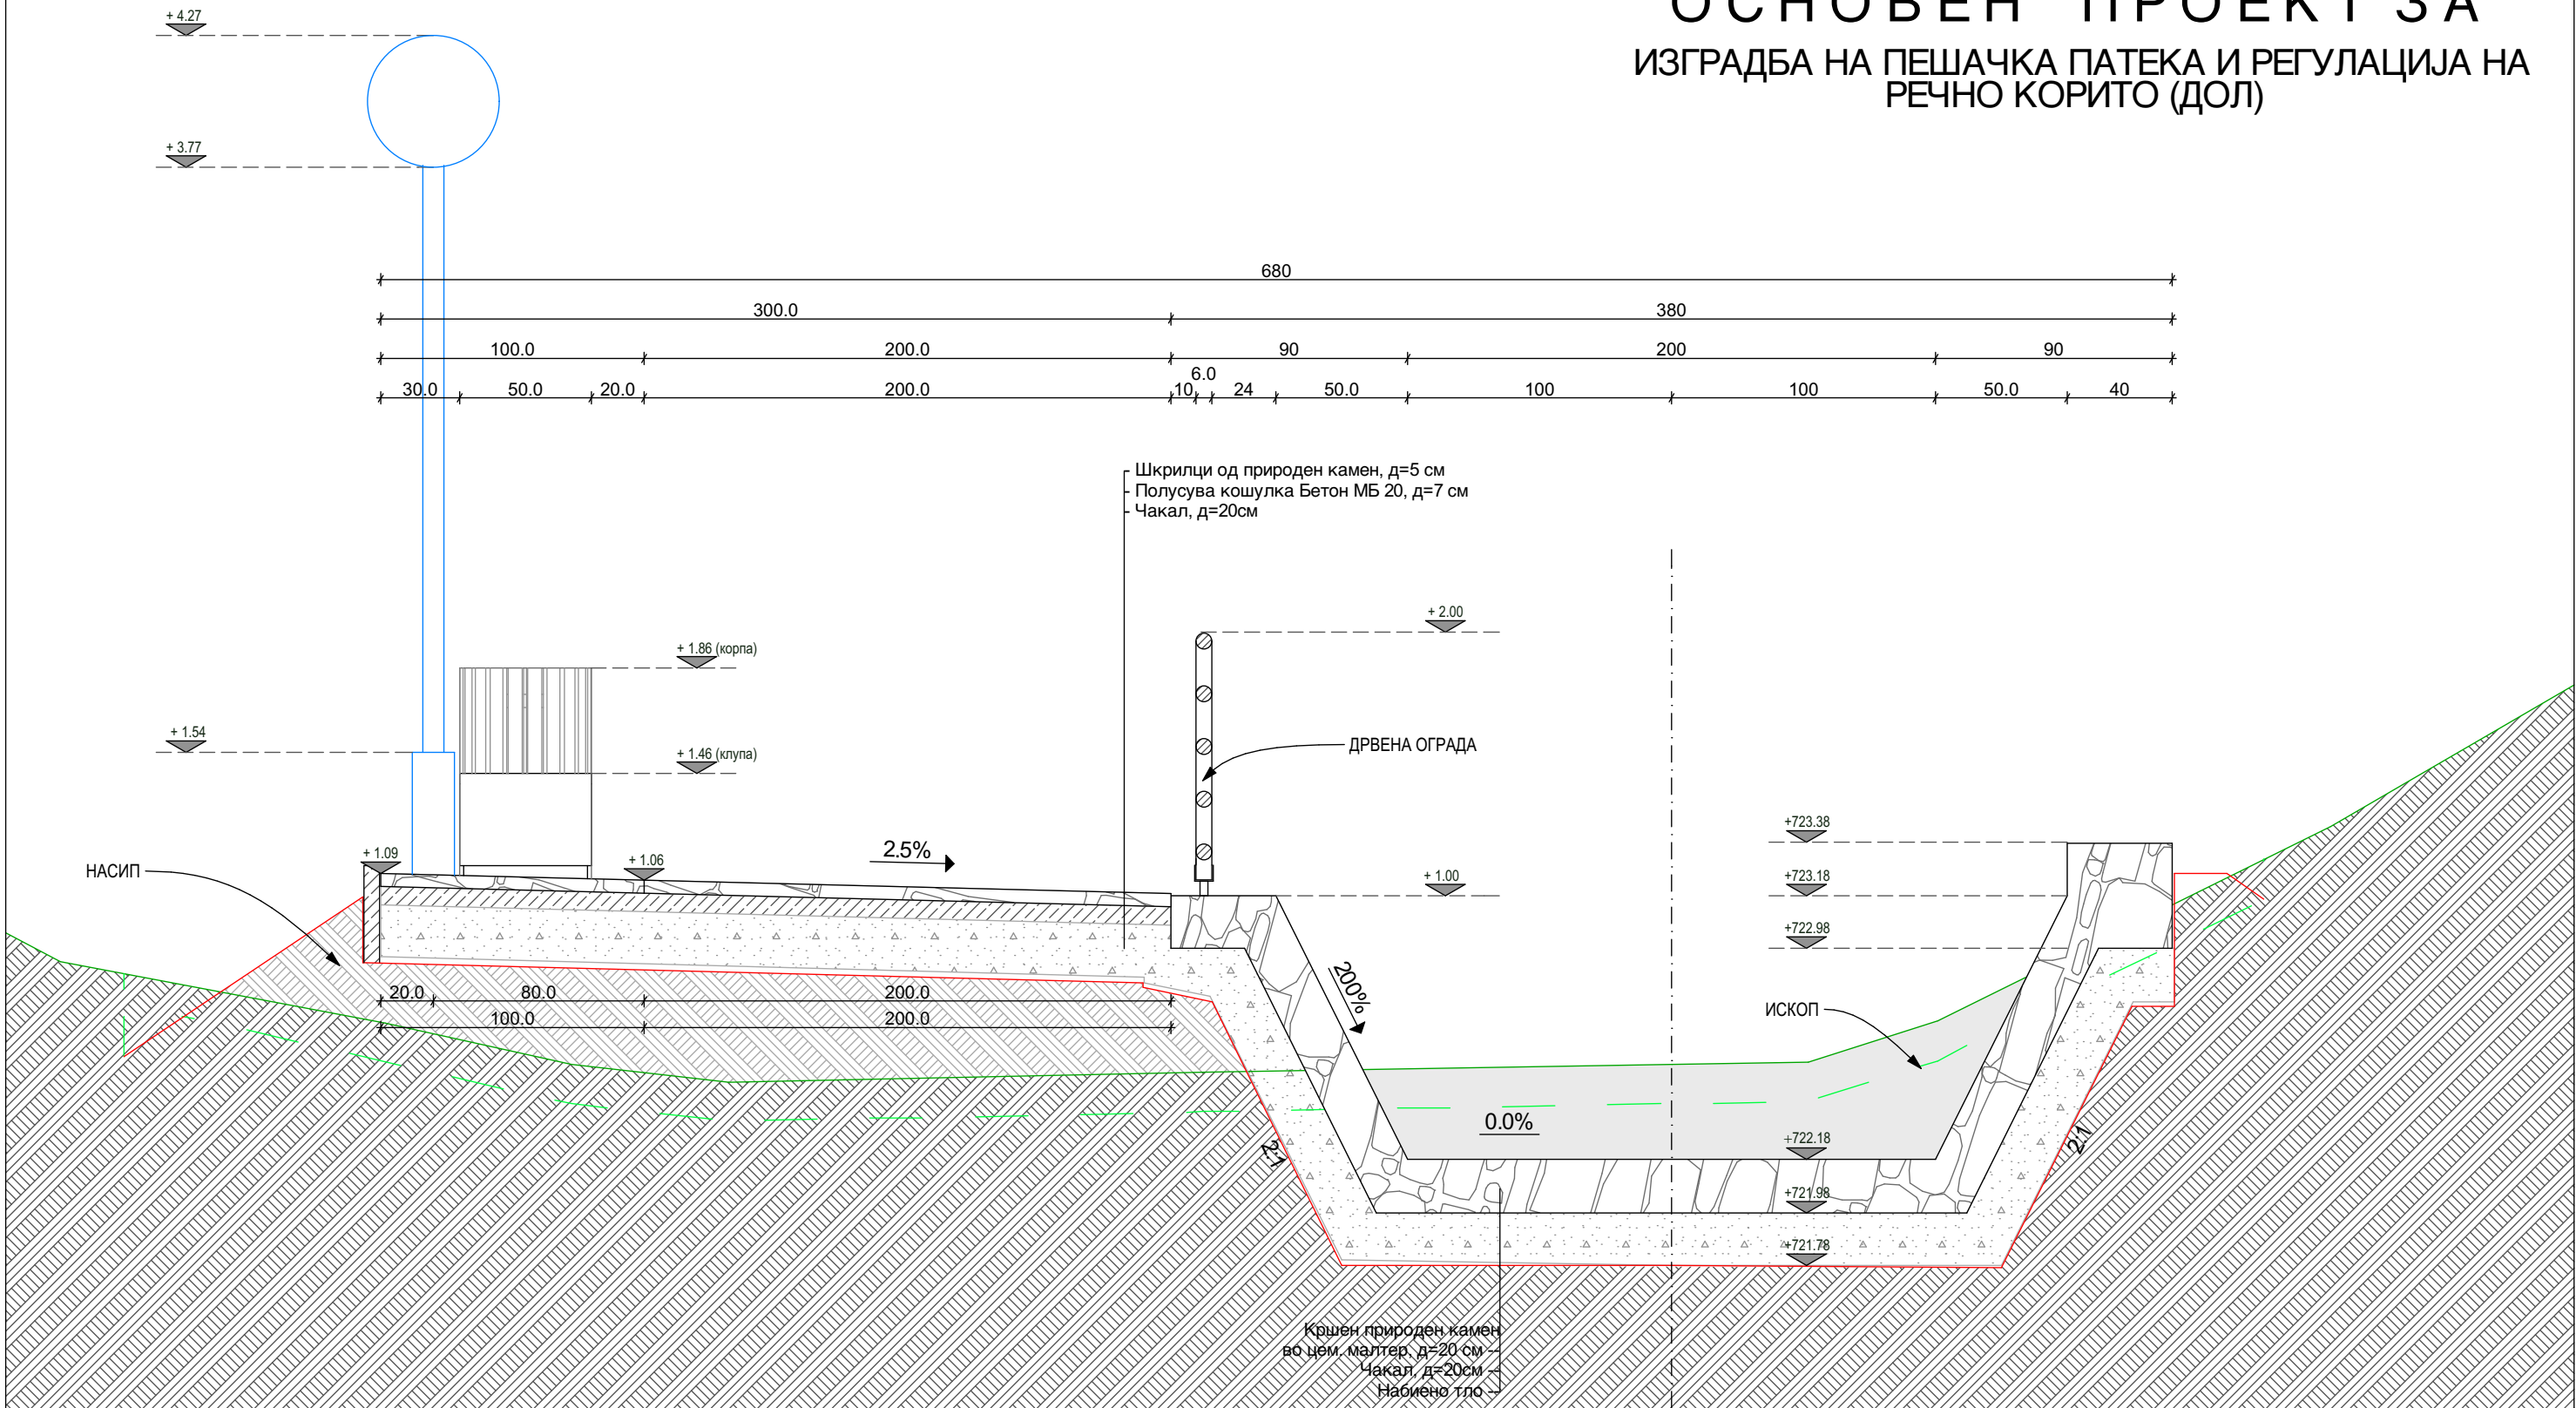 ОСНОВЕН ПРОЕКТ ЗА
ИЗГРАДБА НА ПЕШАЧКА ПАТЕКА И РЕГУЛАЦИЈА НА
РЕЧНО КОРИТО (ДОЛ)
+ 4.27
+ 3.77
680
300.0
380
100.0
200.0
90
200
90
30.0
50.0
20.0
200.0
10
6.0
24
50.0
100
100
50.0
40
Шкрилци од природен камен, д=5 см
Полусува кошулка Бетон МБ 20, д=7 см
Чакал, д=20см
+ 2.00
+ 1.86 (корпа)
+ 1.54
+ 1.46 (клупа)
ДРВЕНА ОГРАДА
+723.38
+ 1.09
+ 1.06
2.5%
НАСИП
+ 1.00
+723.18
+722.98
200%
20.0
80.0
200.0
100.0
200.0
ИСКОП
0.0%
2:1
+722.18
2:1
+721.98
+721.78
Кршен природен камен
во цем. малтер, д=20 см
Чакал, д=20см
Набиено тло